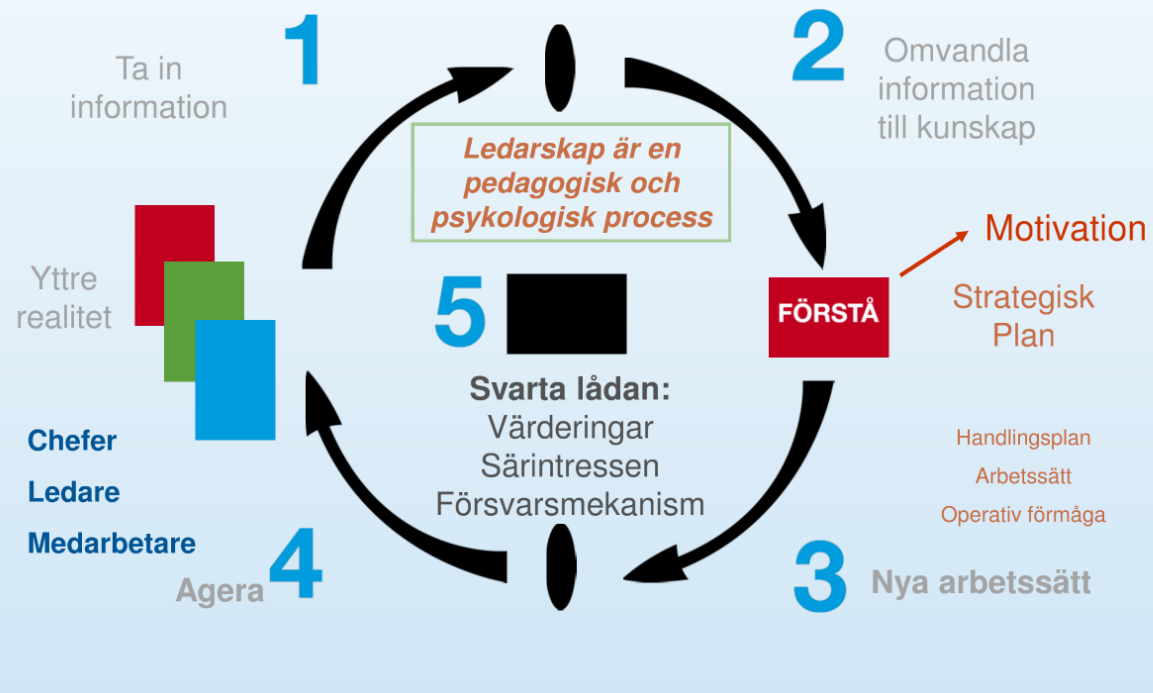 1
Ta in
information
2
Omvandla
information
till kunskap
Ledarskap är en
pedagogisk och
psykologisk process
Yttre
realitet
5
FÖRSTÅ
Motivation
Strategisk
Plan
Svarta lådan:
Värderingar
Särintressen
Försvarsmekanism
Chefer
Ledare
Medarbetare
Handlingsplan
Arbetssätt
Operativ förmåga
4
Agera
3
Nya arbetssätt